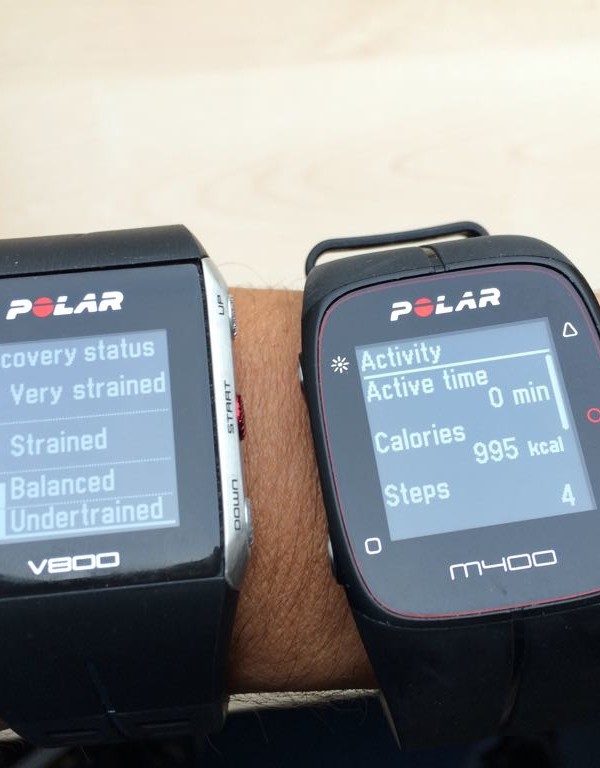 POLAR
covery status
Very strained
Strained
Balanced
Undertrained
V800
UP
START
DOWN
POLAR
Activity
Active time
0 min
Calories
995 kcal
Steps
4
M400